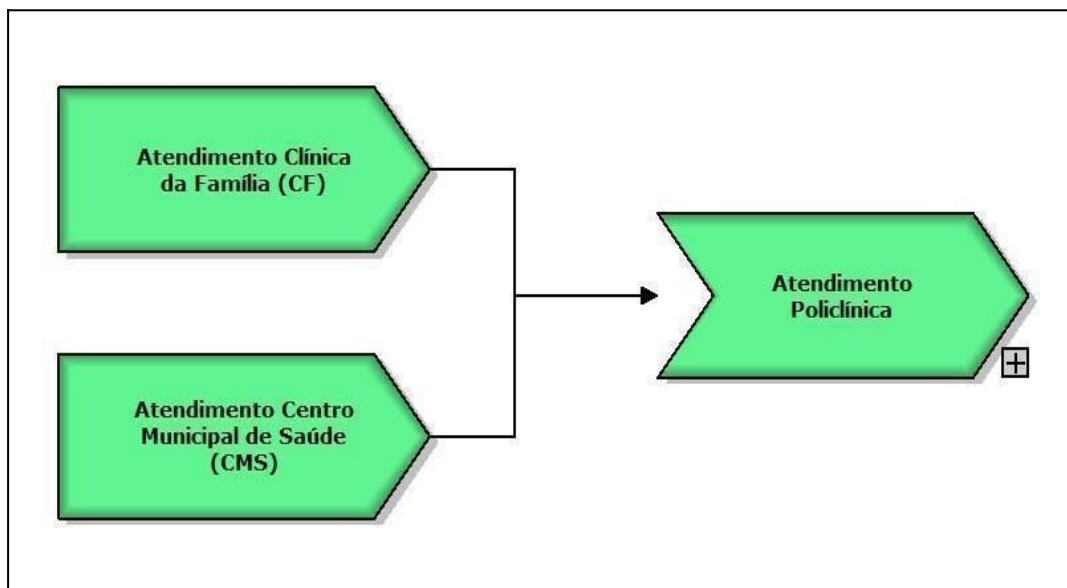 Atendimento Clínica
da Família (CF)
Atendimento Centro
Municipal de Saúde
(CMS)
Atendimento
Policlínica